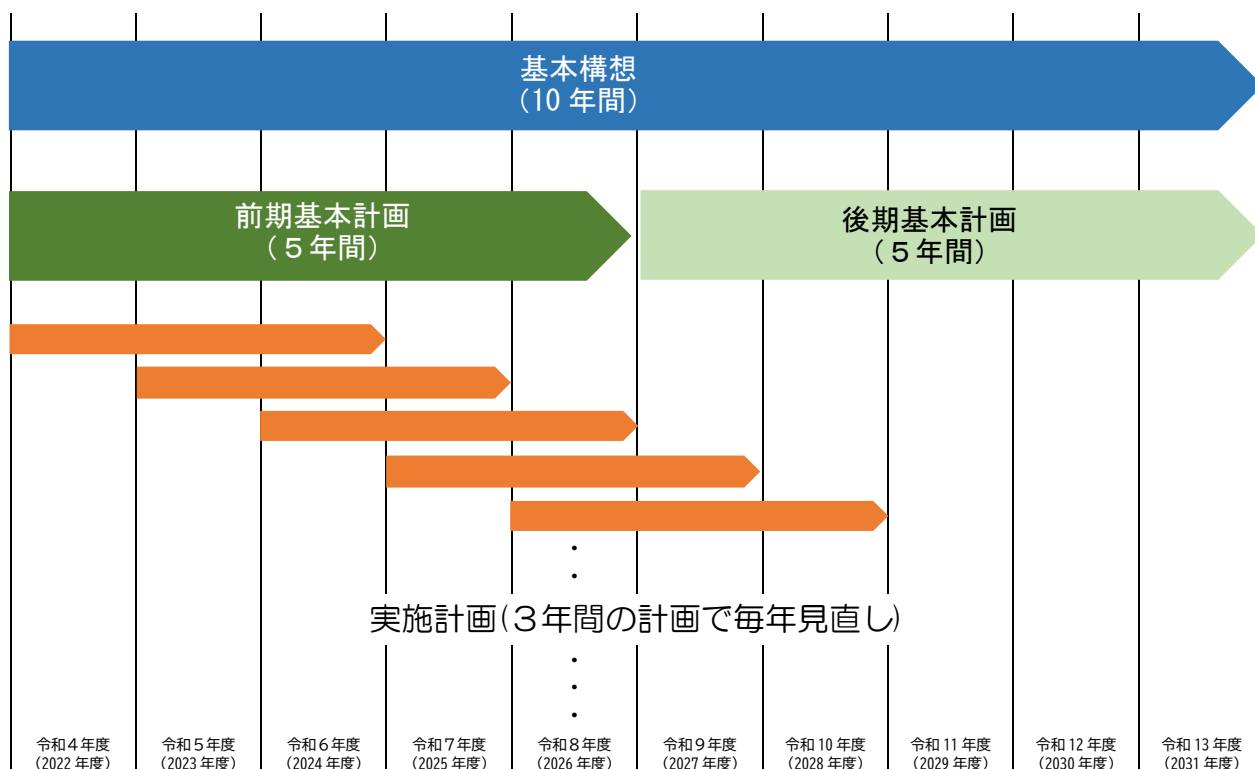 基本構想
(10 年間)
前期基本計画
(５年間)
後期基本計画
(５年間)
実施計画(３年間の計画で毎年見直し)
令和４年度
(2022 年度)
令和５年度
(2023 年度)
令和６年度
(2024 年度)
令和７年度
(2025 年度)
令和８年度
(2026 年度)
令和９年度
(2027 年度)
令和 10 年度
(2028 年度)
令和 11 年度
(2029 年度)
令和 12 年度
(2030 年度)
令和 13 年度
(2031 年度)